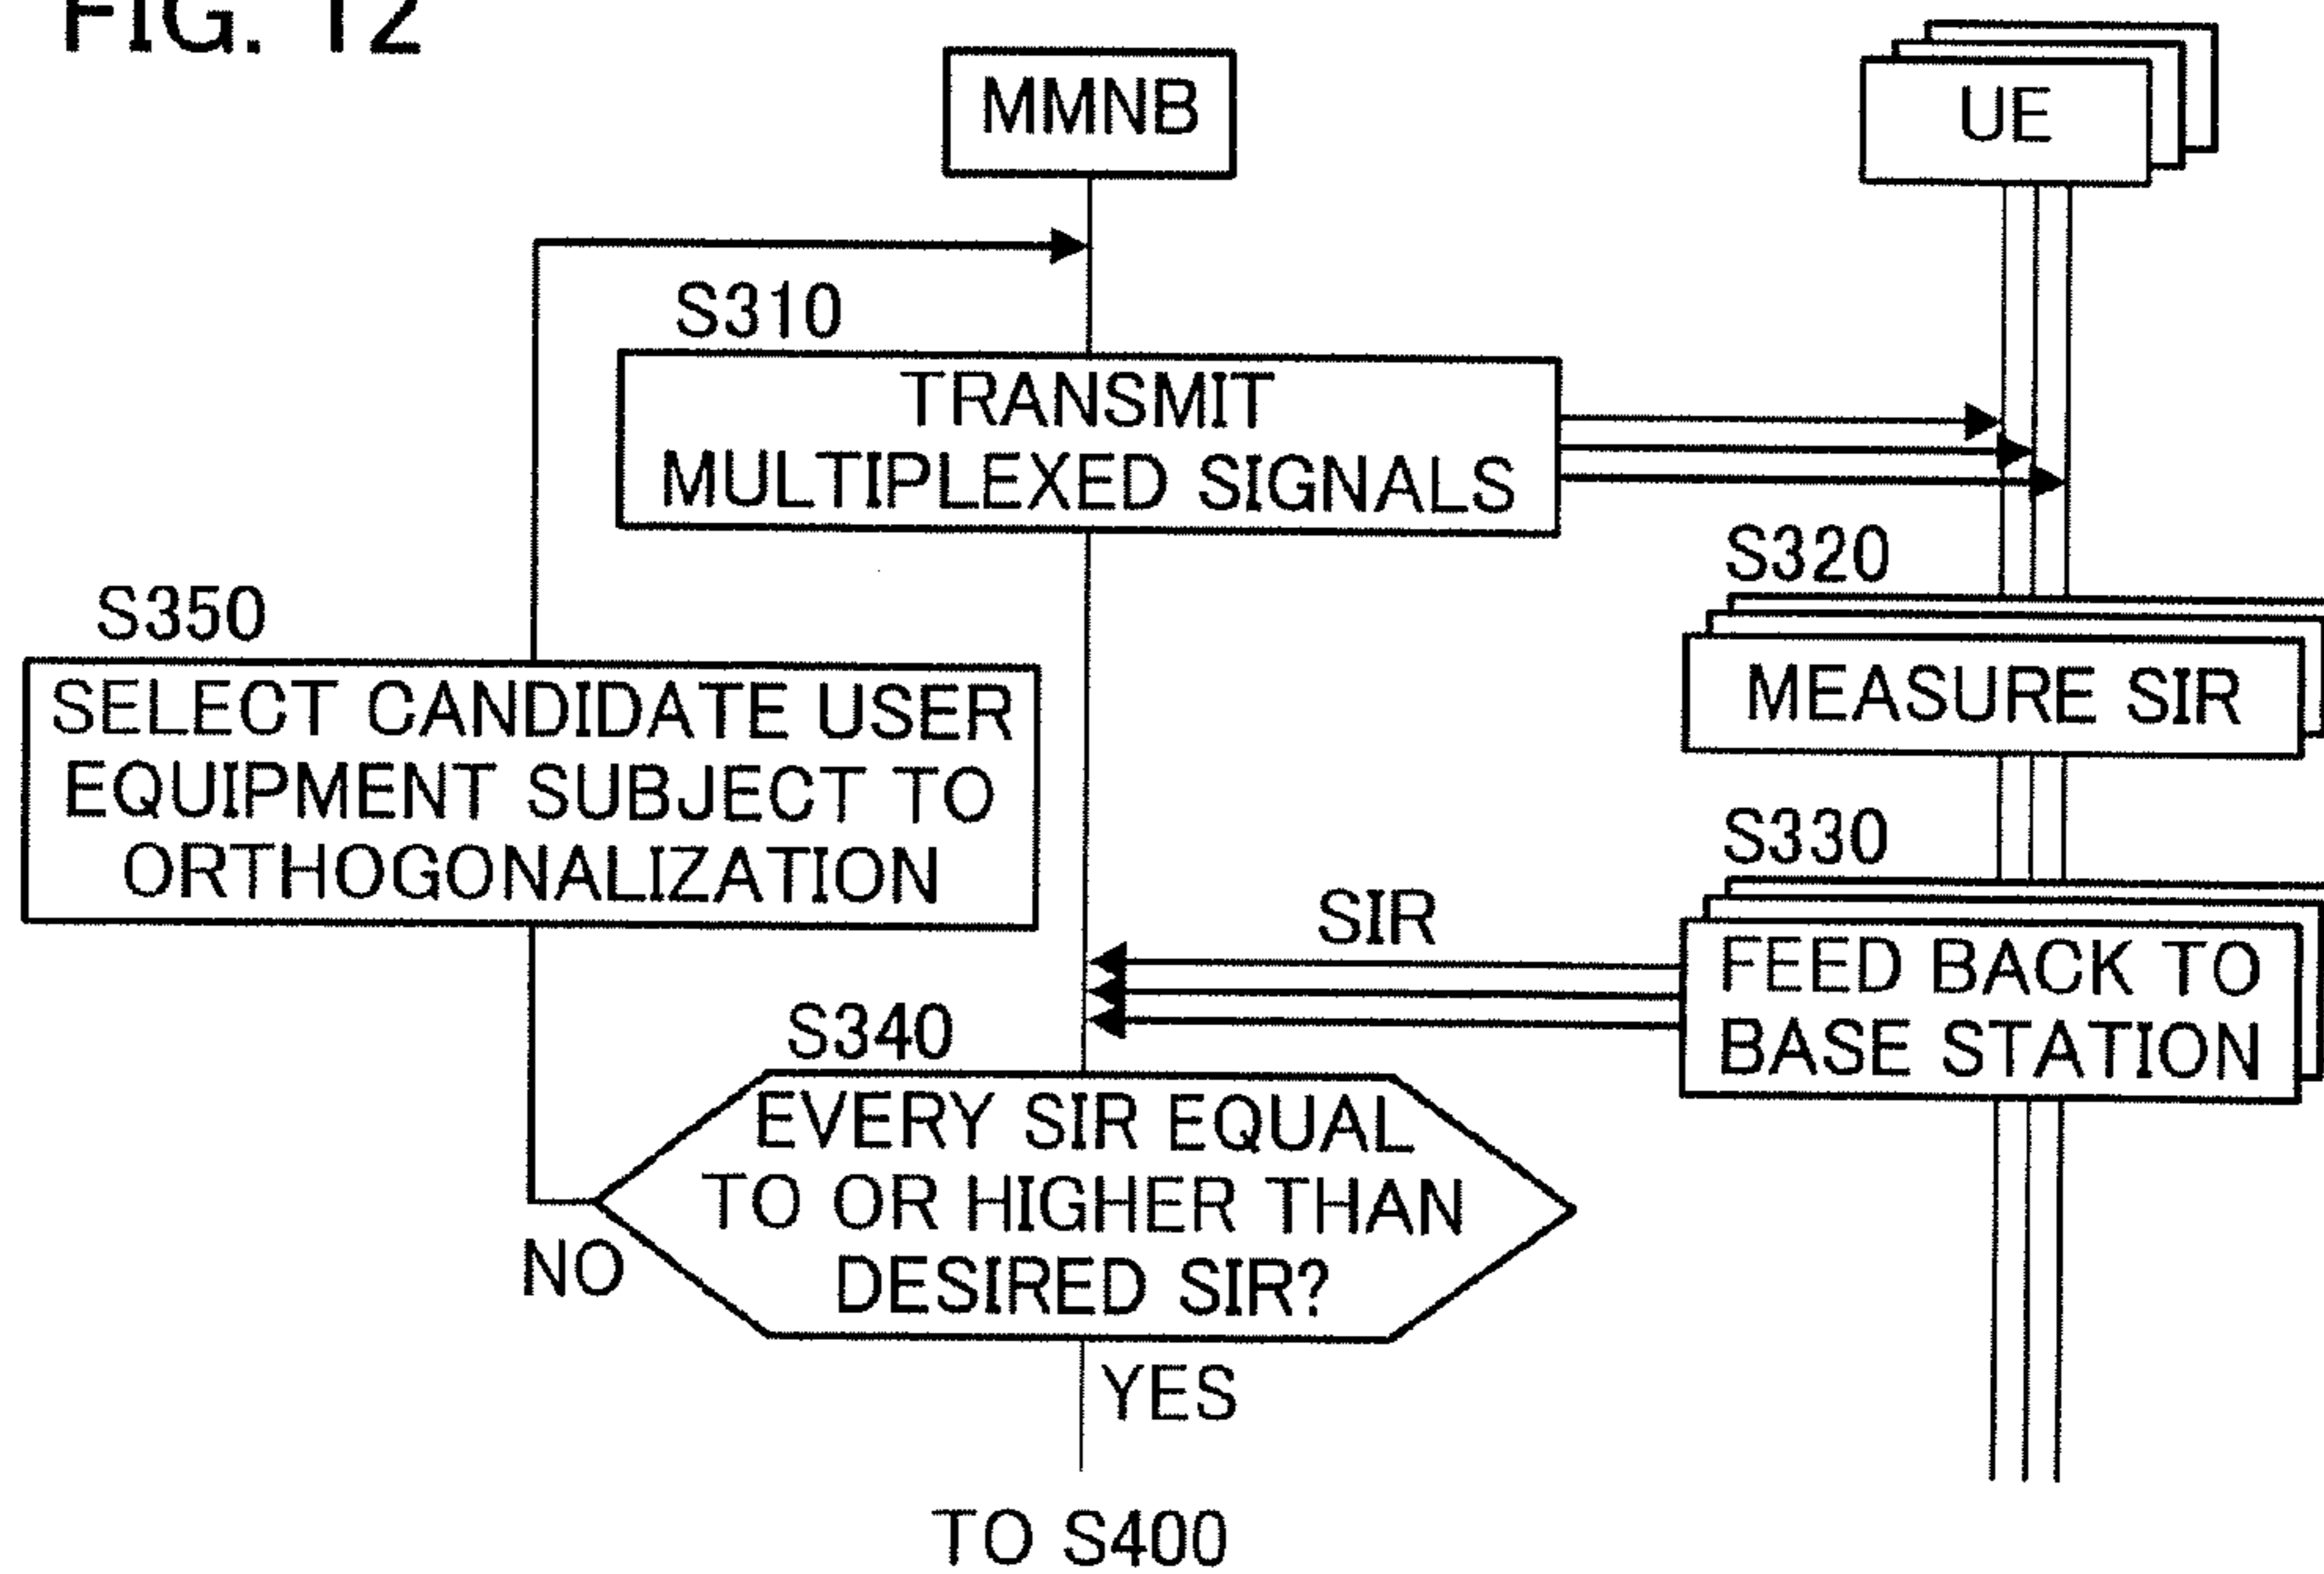 FIG. 12
MMNB
UE
S310
TRANSMIT
MULTIPLEXED SIGNALS
S320
MEASURE SIR
S350
SELECT CANDIDATE USER
EQUIPMENT SUBJECT TO
ORTHOGONALIZATION
S330
FEED BACK TO
BASE STATION
SIR
S340
EVERY SIR EQUAL
TO OR HIGHER THAN
DESIRED SIR?
NO
YES
TO S400